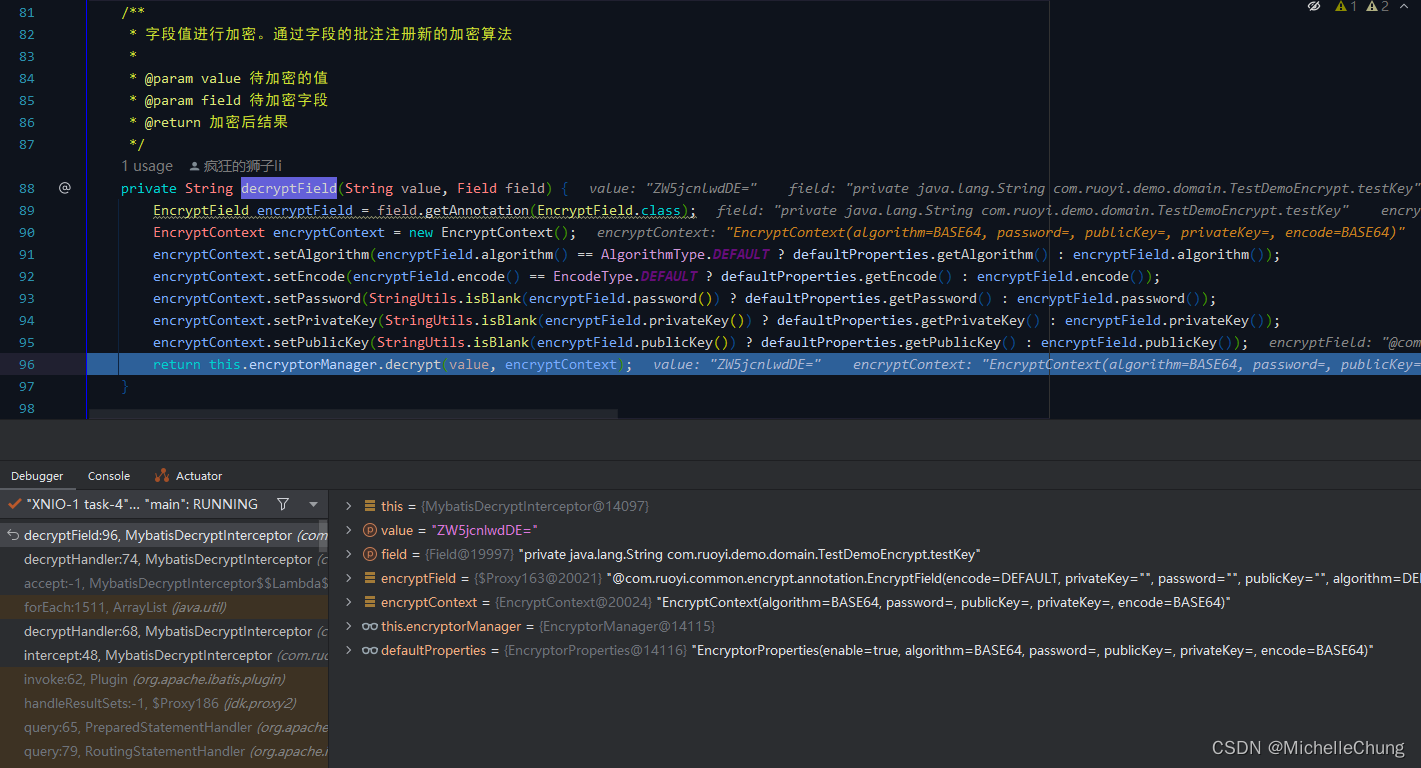 81 /**
1 2
82 * 字段值进行加密。通过字段的批注注册新的加密算法
83 *
84 * @param value 待加密的值
85 * @param field 待加密字段
86 * @return 加密后结果
87 */
1 usage 疯狂的狮子li
88 @ private String decryptField(String value, Field field) { value: "ZW5jcnlwdDE=" field: "private java.lang.String com.ruoyi.demo.domain.TestDemoEncrypt.testKey"
89 EncryptField encryptField = field.getAnnotation(EncryptField.class); field: "private java.lang.String com.ruoyi.demo.domain.TestDemoEncrypt.testKey" encry
90 EncryptContext encryptContext = new EncryptContext(); encryptContext: "EncryptContext(algorithm=BASE64, password=, publicKey=, privateKey=, encode=BASE64)"
91 encryptContext.setAlgorithm(encryptField.algorithm() == AlgorithmType.DEFAULT ? defaultProperties.getAlgorithm() : encryptField.algorithm());
92 encryptContext.setEncode(encryptField.encode() == EncodeType.DEFAULT ? defaultProperties.getEncode() : encryptField.encode());
93 encryptContext.setPassword(StringUtils.isBlank(encryptField.password()) ? defaultProperties.getPassword() : encryptField.password());
94 encryptContext.setPrivateKey(StringUtils.isBlank(encryptField.privateKey()) ? defaultProperties.getPrivateKey() : encryptField.privateKey());
95 encryptContext.setPublicKey(StringUtils.isBlank(encryptField.publicKey()) ? defaultProperties.getPublicKey() : encryptField.publicKey()); encryptField: "@com
96 return this.encryptorManager.decrypt(value, encryptContext); value: "ZW5jcnlwdDE=" encryptContext: "EncryptContext(algorithm=BASE64, password=, publicKey=
97 }
98
Debugger Console Actuator
"XNIO-1 task-4"... "main": RUNNING
decryptField:96, MybatisDecryptInterceptor (com
decryptHandler:74, MybatisDecryptInterceptor (c
accept:-1, MybatisDecryptInterceptor$$Lambda$
forEach:1511, ArrayList (java.util)
decryptHandler:68, MybatisDecryptInterceptor (c
intercept:48, MybatisDecryptInterceptor (com.ruo
invoke:62, Plugin (org.apache.ibatis.plugin)
handleResultSets:-1, $Proxy186 (jdk.proxy2)
query:65, PreparedStatementHandler (org.apache
query:79, RoutingStatementHandler (org.apache.i
this = {MybatisDecryptInterceptor@14097}
value = "ZW5jcnlwdDE="
field = {Field@19997} "private java.lang.String com.ruoyi.demo.domain.TestDemoEncrypt.testKey"
encryptField = {$Proxy163@20021} "@com.ruoyi.common.encrypt.annotation.EncryptField(encode=DEFAULT, privateKey="", password="", publicKey="", algorithm=DEF
encryptContext = {EncryptContext@20024} "EncryptContext(algorithm=BASE64, password=, publicKey=, privateKey=, encode=BASE64)"
this.encryptorManager = {EncryptorManager@14115}
defaultProperties = {EncryptorProperties@14116} "EncryptorProperties(enable=true, algorithm=BASE64, password=, publicKey=, privateKey=, encode=BASE64)"
CSDN @MichelleChung